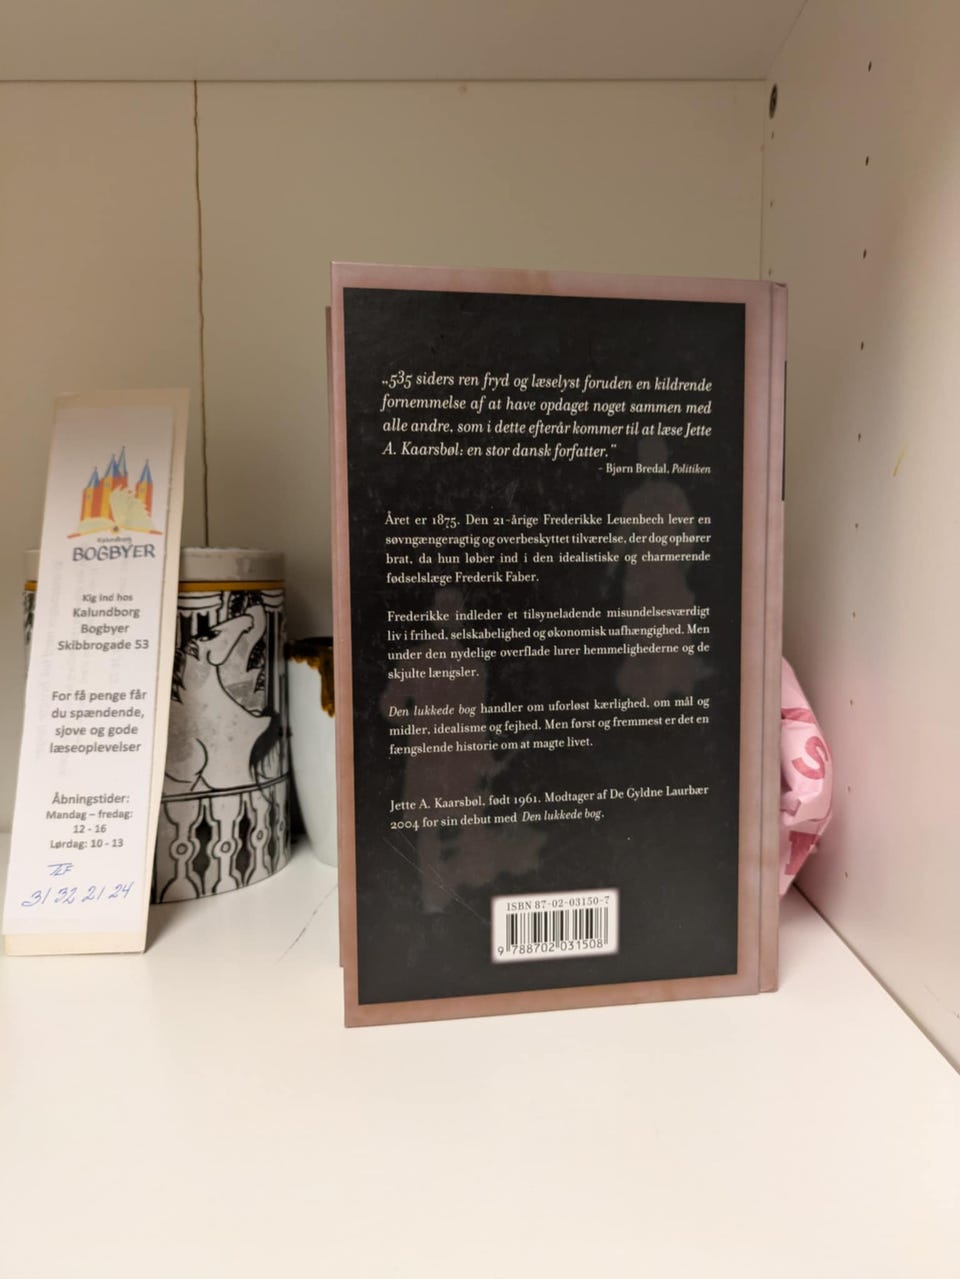 Kalundborg
BOGBYER
Kig ind hos
Kalundborg
Bogbyer
Skibbrogade 53
For få penge får
du spændende,
sjove og gode
læseoplevelser
Åbningstider:
Mandag – fredag:
12 - 16
Lørdag: 10 - 13
TLF
31 32 21 24
„535 siders ren fryd og læselyst foruden en kildrende
fornemmelse af at have opdaget noget sammen med
alle andre, som i dette efterår kommer til at læse Jette
A. Kaarsbøl: en stor dansk forfatter."
- Bjørn Bredal, Politiken
Året er 1875. Den 21-årige Frederikke Leuenbech lever en
søvngængeragtig og overbeskyttet tilværelse, der dog ophører
brat, da hun løber ind i den idealistiske og charmerende
fødselslæge Frederik Faber.
Frederikke indleder et tilsyneladende misundelsesværdigt
liv i frihed, selskabelighed og økonomisk uafhængighed. Men
under den nydelige overflade lurer hemmelighederne og de
skjulte længsler.
Den lukkede bog handler om uforløst kærlighed, om mål og
midler, idealisme og fejhed. Men først og fremmest er det en
fængslende historie om at magte livet.
Jette A. Kaarsbøl, født 1961. Modtager af De Gyldne Laurbær
2004 for sin debut med Den lukkede bog.
ISBN 87-02-03150-7
9 788702 031508